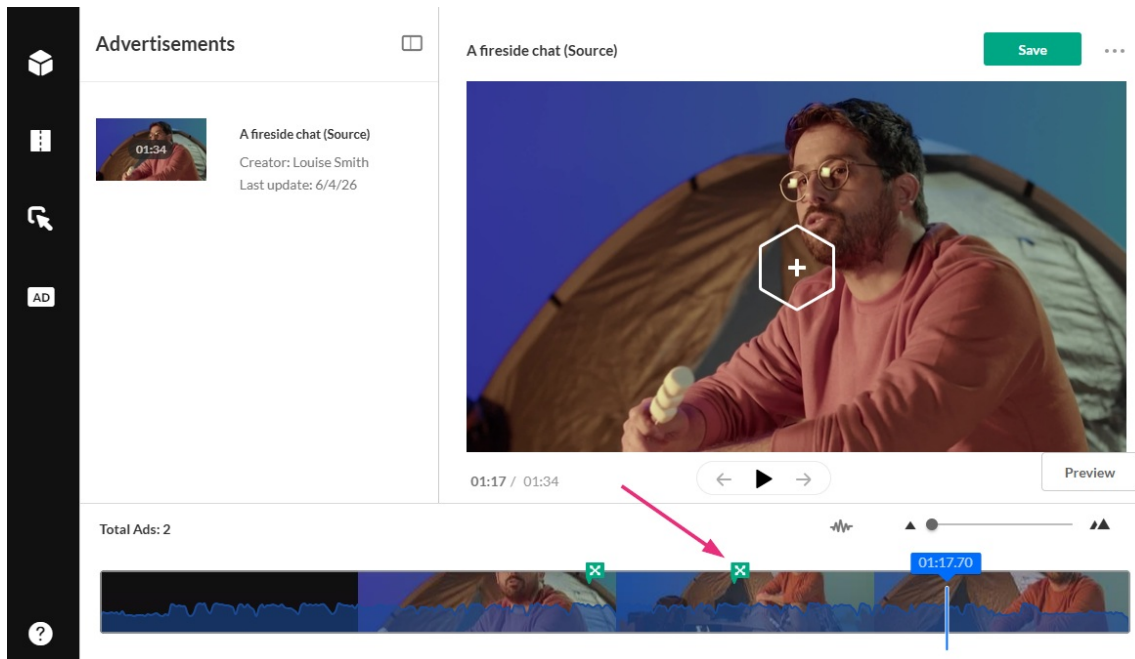 Advertisements
A fireside chat (Source)
Save
01:34
A fireside chat (Source)
Creator: Louise Smith
Last update: 6/4/26
AD
01:17 / 01:34
Preview
Total Ads: 2
01:17.70
?